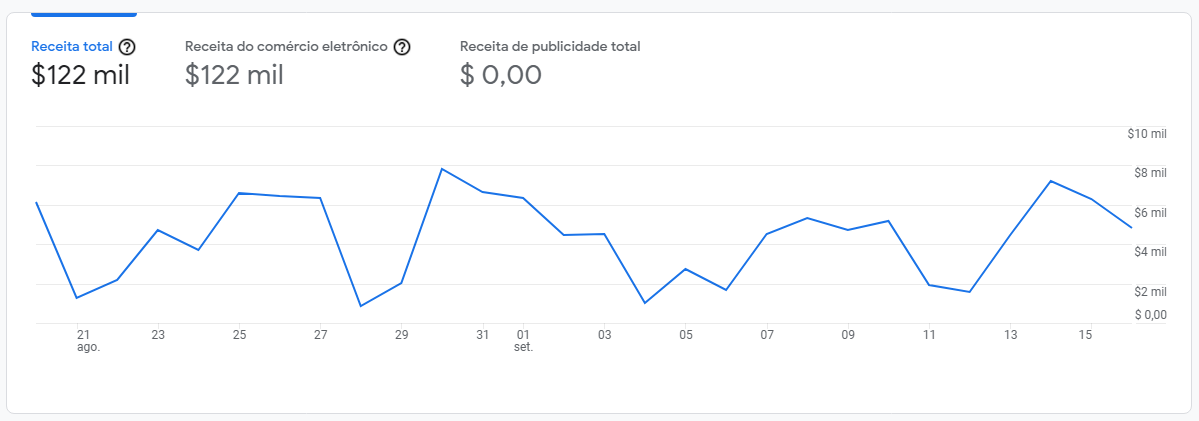 Receita total ?
$122 mil
Receita do comércio eletrônico ?
$122 mil
Receita de publicidade total
$ 0,00
$10 mil
$8 mil
$6 mil
$4 mil
$2 mil
$ 0,00
21 23 25 27 29 31 01 03 05 07 09 11 13 15
ago. set.